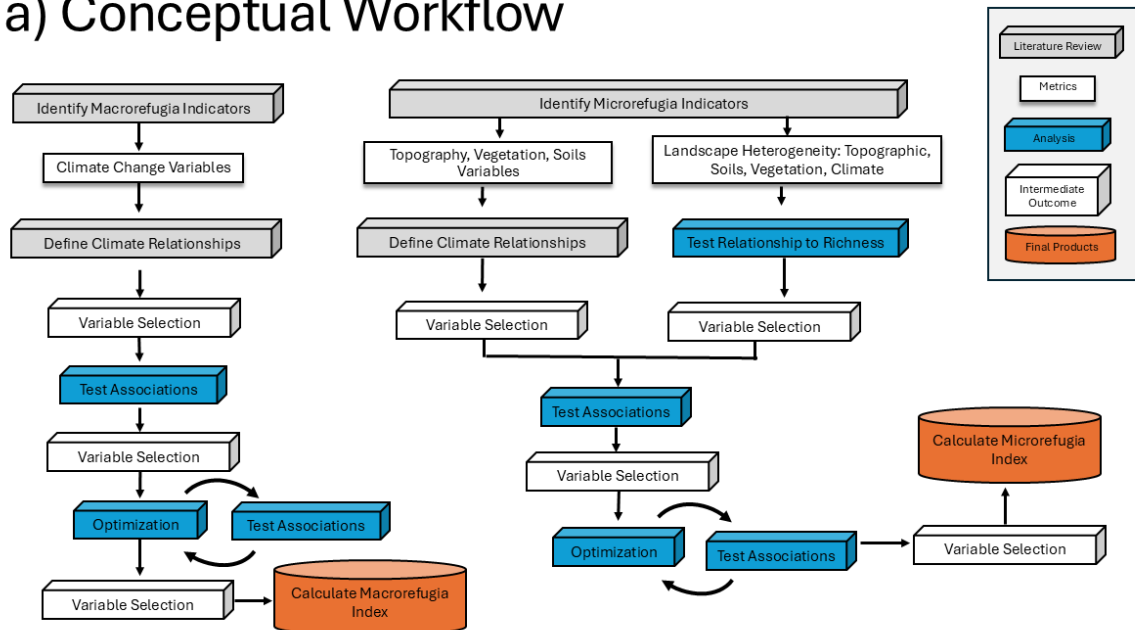 a) Conceptual Workflow
Literature Review
Metrics
Analysis
Intermediate
Outcome
Final Products
Identify Macrorefugia Indicators
Climate Change Variables
Define Climate Relationships
Variable Selection
Test Associations
Variable Selection
Optimization
Test Associations
Variable Selection
Calculate Macrorefugia
Index
Identify Microrefugia Indicators
Topography, Vegetation, Soils
Variables
Landscape Heterogeneity: Topographic,
Soils, Vegetation, Climate
Define Climate Relationships
Test Relationship to Richness
Variable Selection
Variable Selection
Test Associations
Variable Selection
Optimization
Test Associations
Variable Selection
Calculate Microrefugia
Index